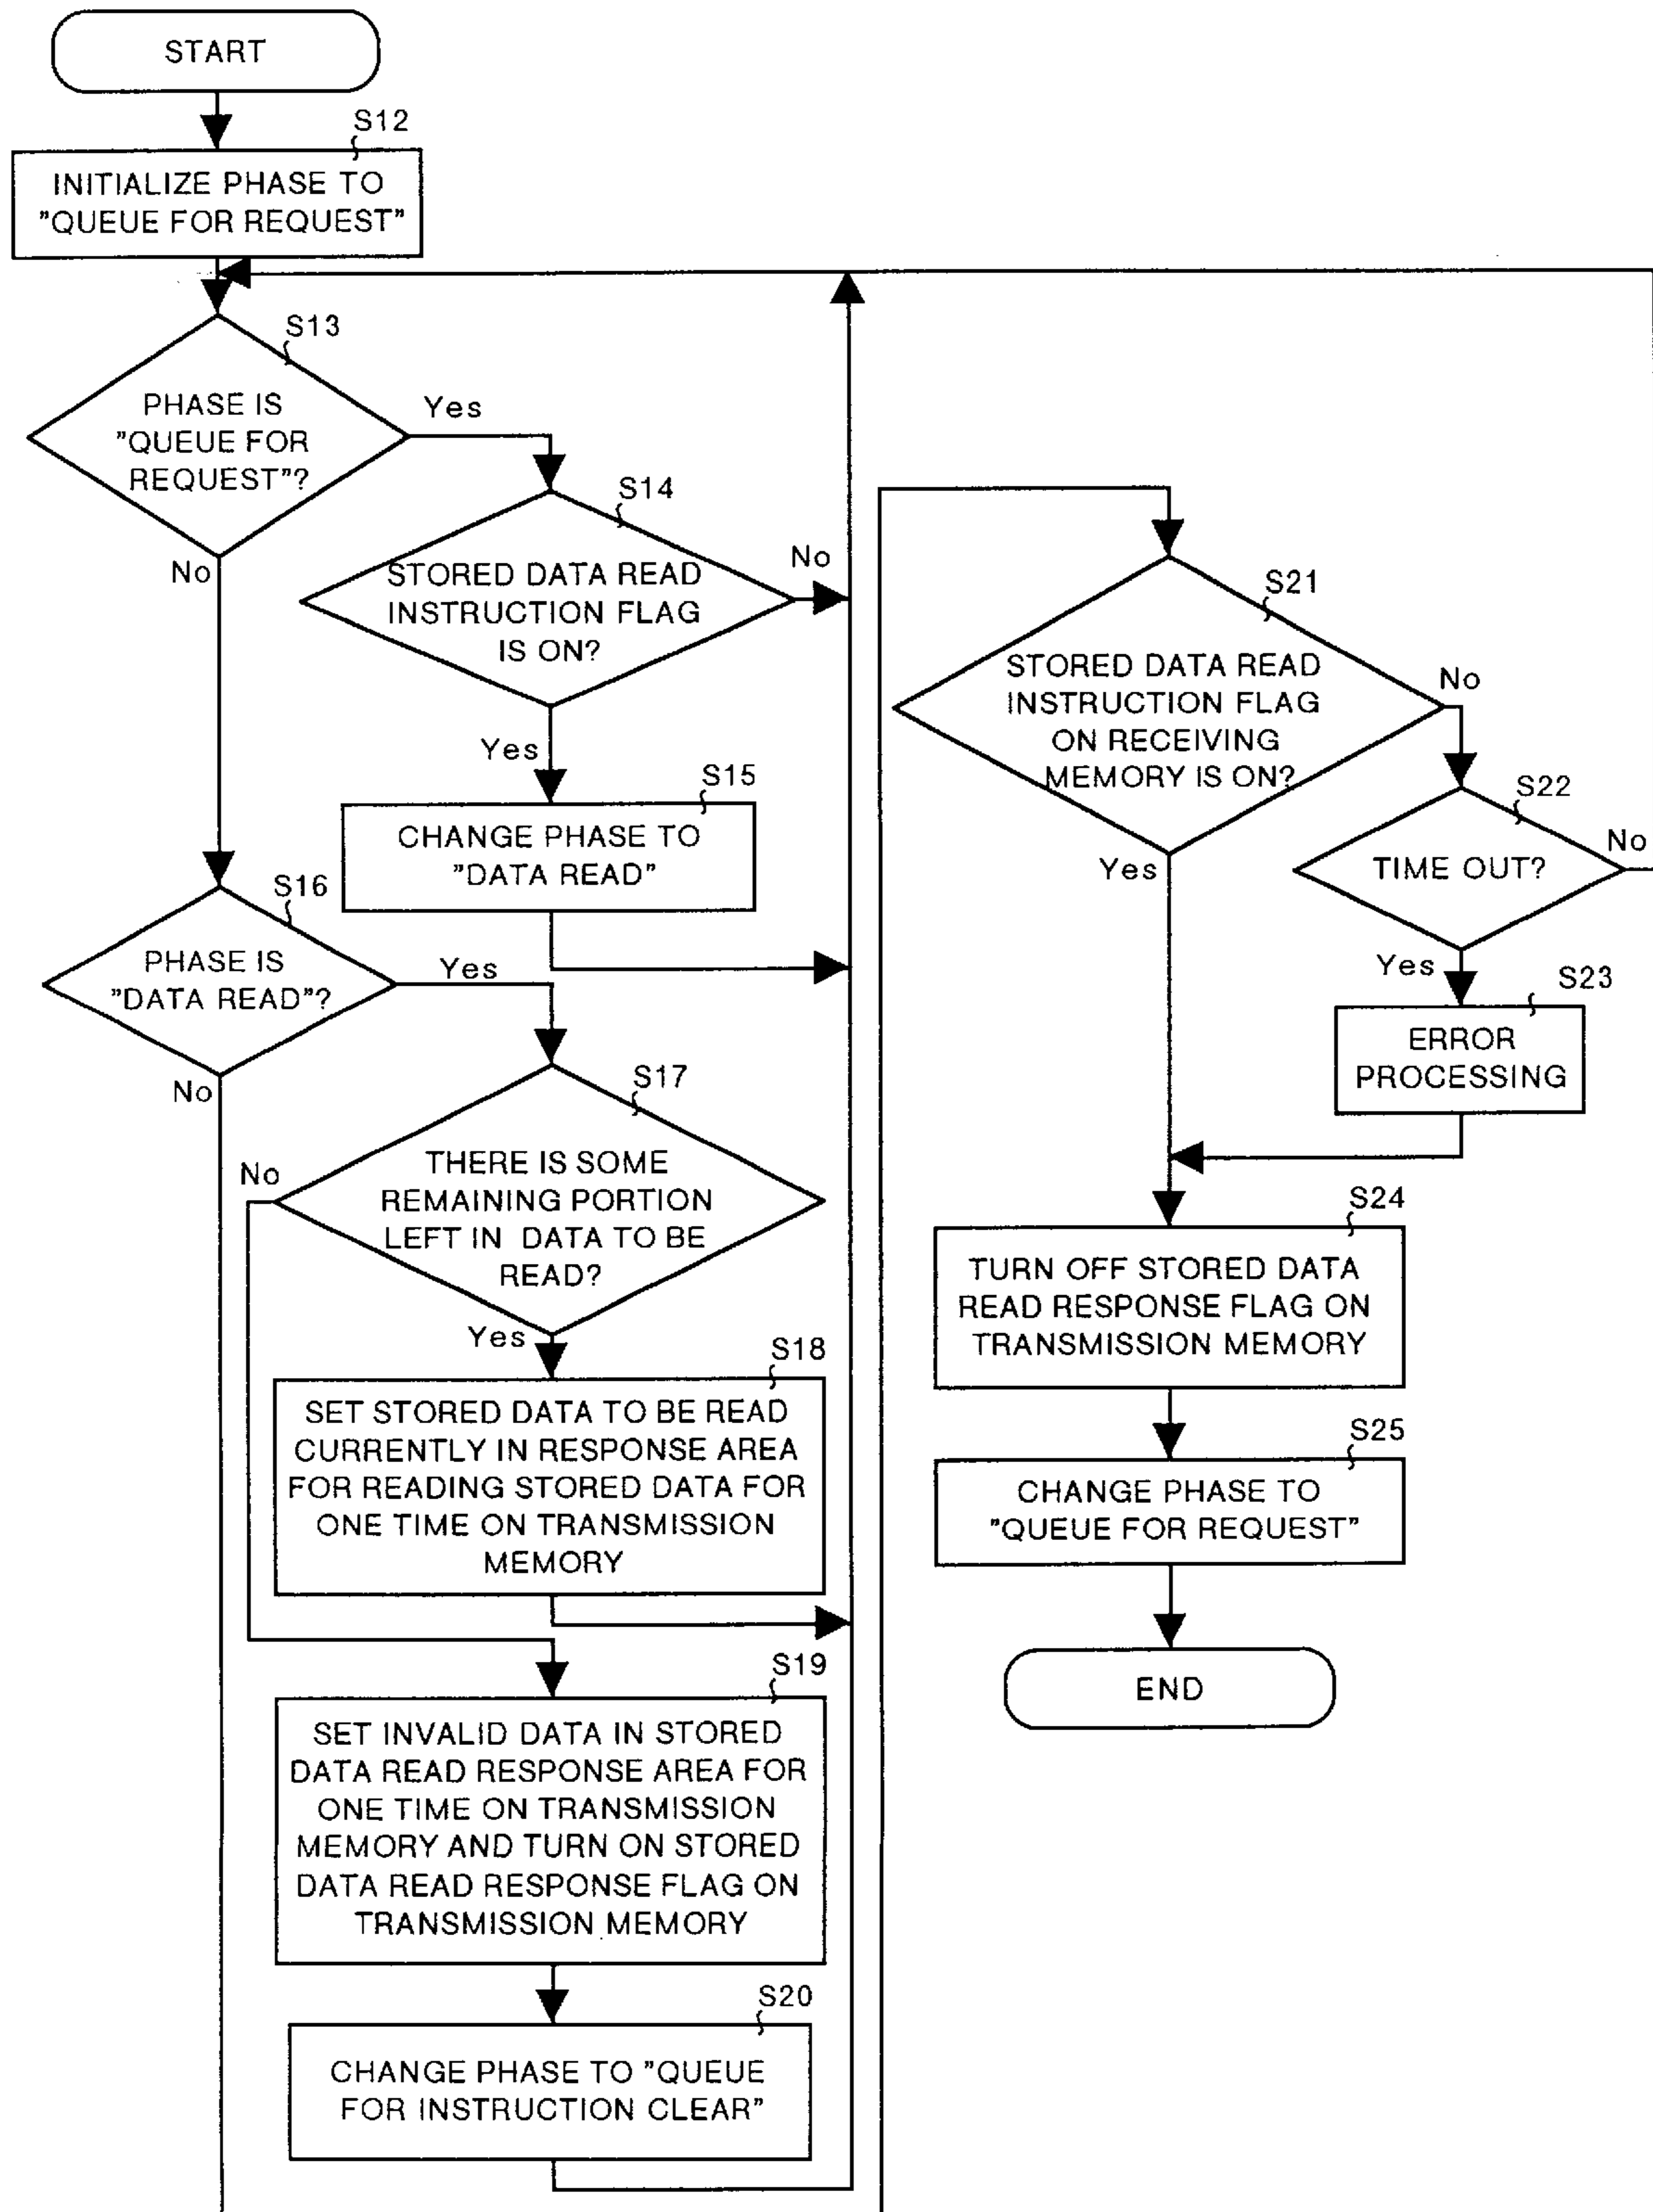 START
S12
INITIALIZE PHASE TO
"QUEUE FOR REQUEST"
S13
PHASE IS
"QUEUE FOR
REQUEST"?
Yes
No
S14
STORED DATA READ
INSTRUCTION FLAG
IS ON?
No
Yes
S15
CHANGE PHASE TO
"DATA READ"
S16
PHASE IS
"DATA READ"?
Yes
No
S17
THERE IS SOME
REMAINING PORTION
LEFT IN DATA TO BE
READ?
No
Yes
S18
SET STORED DATA TO BE READ
CURRENTLY IN RESPONSE AREA
FOR READING STORED DATA FOR
ONE TIME ON TRANSMISSION
MEMORY
S19
SET INVALID DATA IN STORED
DATA READ RESPONSE AREA FOR
ONE TIME ON TRANSMISSION
MEMORY AND TURN ON STORED
DATA READ RESPONSE FLAG ON
TRANSMISSION MEMORY
S20
CHANGE PHASE TO "QUEUE
FOR INSTRUCTION CLEAR"
S21
STORED DATA READ
INSTRUCTION FLAG
ON RECEIVING
MEMORY IS ON?
No
Yes
S22
TIME OUT?
No
Yes
S23
ERROR
PROCESSING
S24
TURN OFF STORED DATA
READ RESPONSE FLAG ON
TRANSMISSION MEMORY
S25
CHANGE PHASE TO
"QUEUE FOR REQUEST"
END